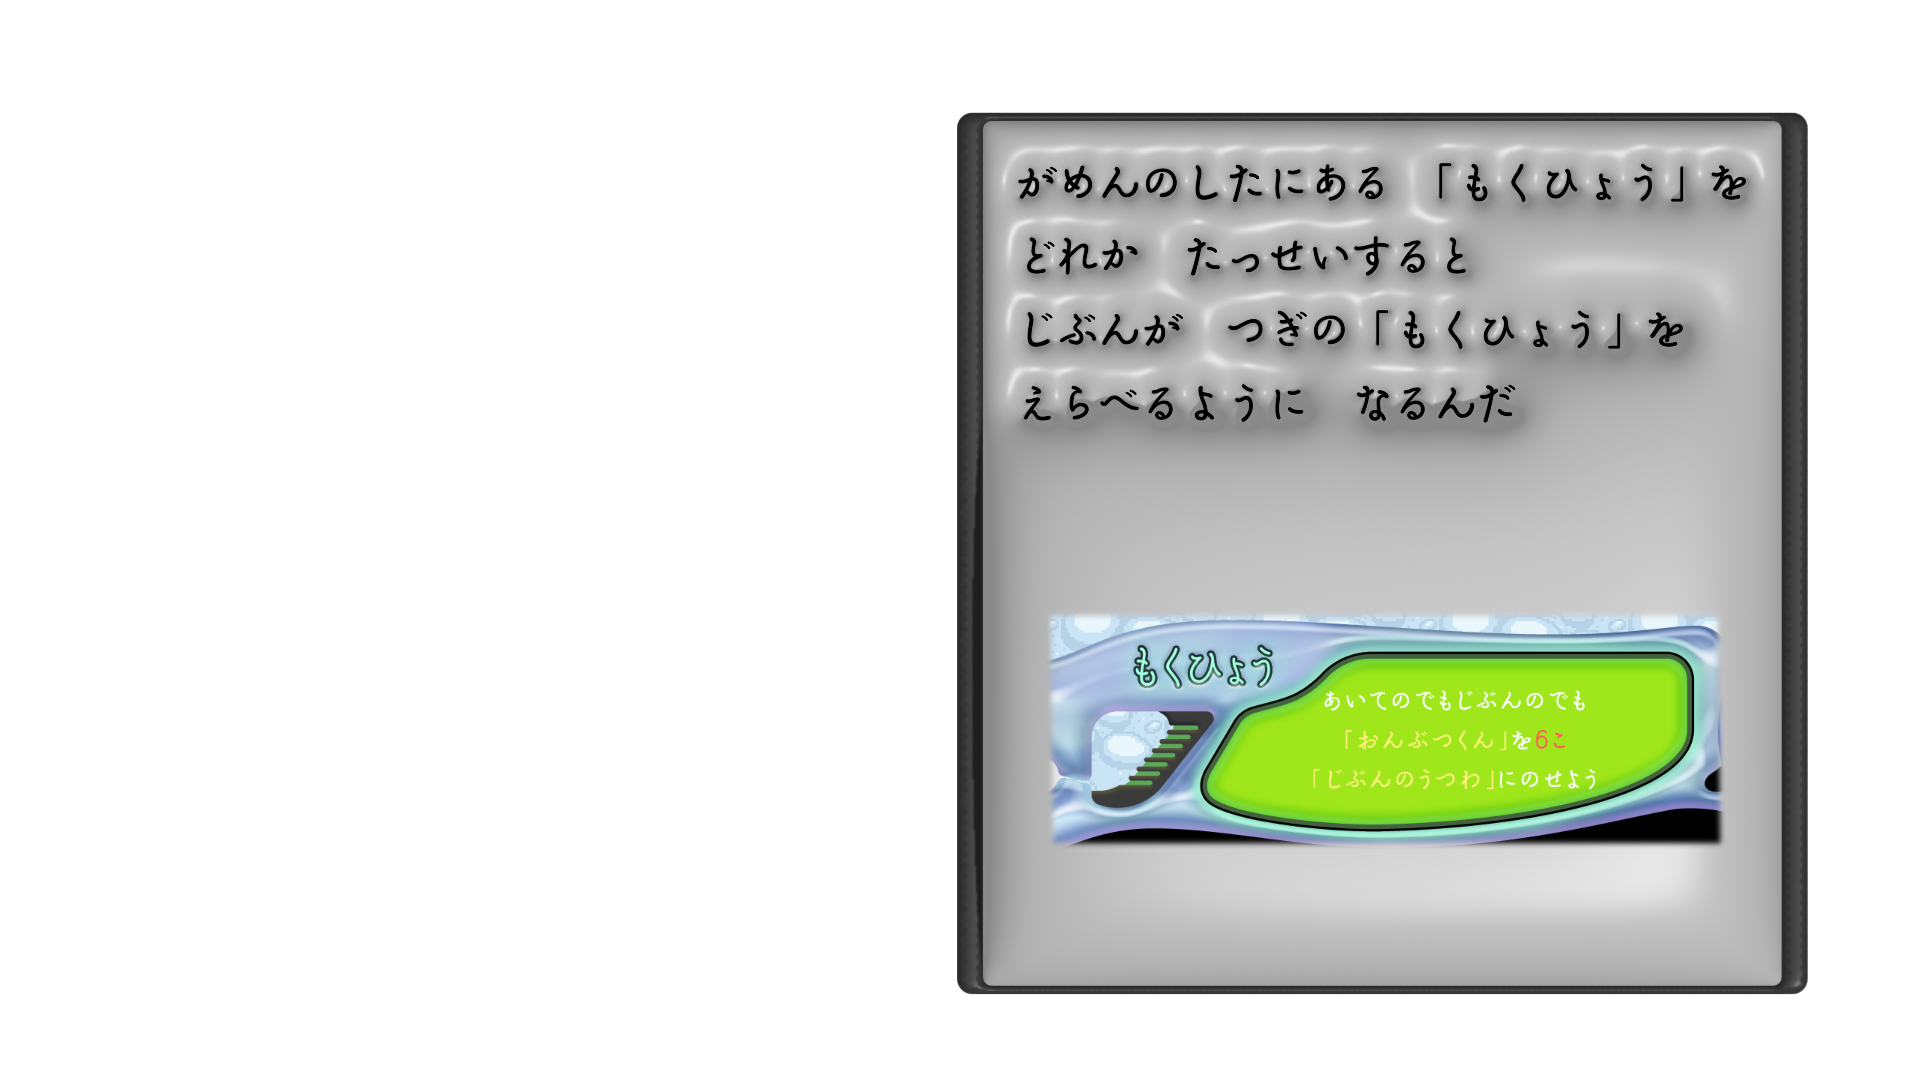 がめんのしたにある　「もくひょう」を
どれか　たっせいすると
じぶんが　つぎの「もくひょう」を
えらべるように　なるんだ
もくひょう
あいてのでもじぶんのでも
「おんぶつくん」を6こ
「じぶんのうつわ」にのせよう